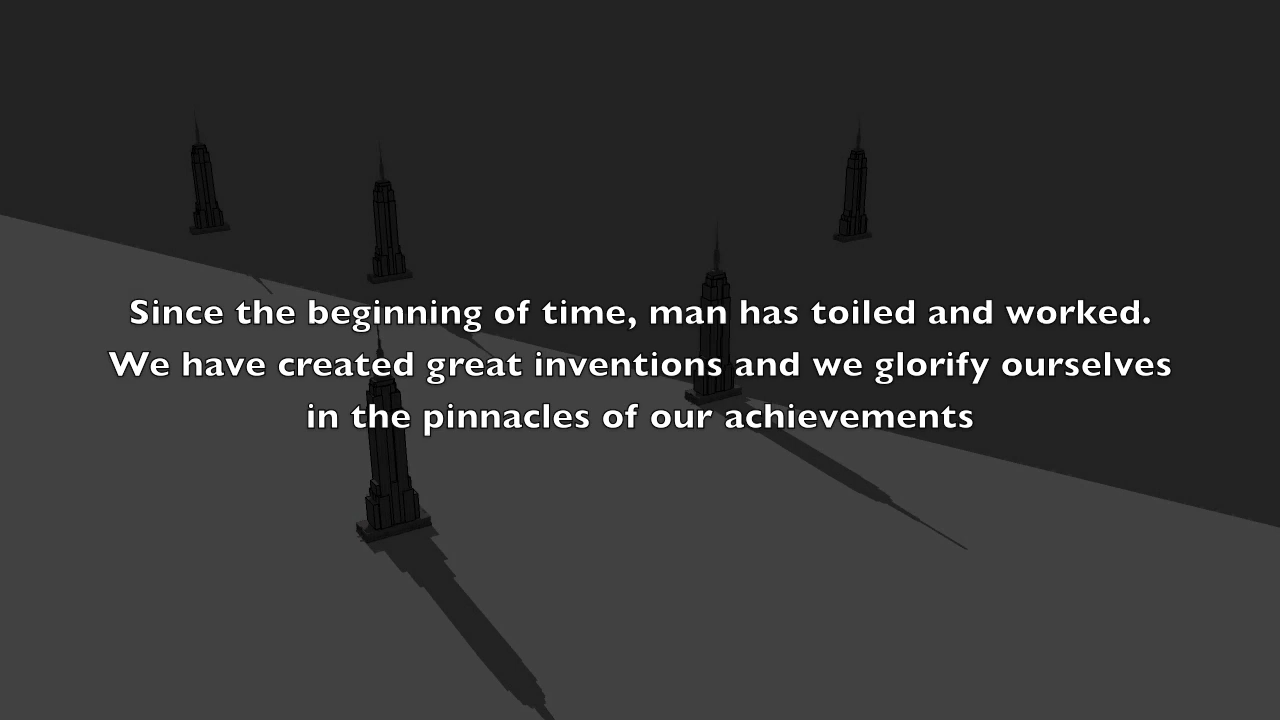 Since the beginning of time, man has toiled and worked.
We have created great inventions and we glorify ourselves
in the pinnacles of our achievements